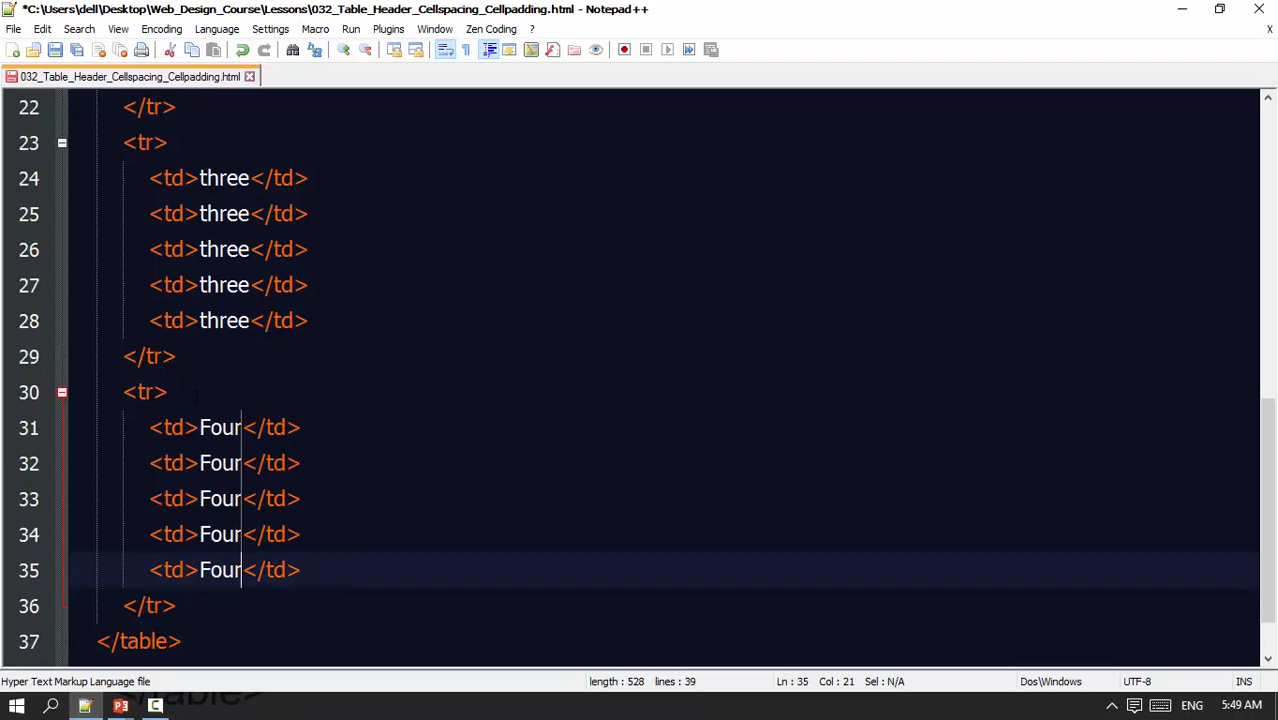 *C:\Users\dell\Desktop\Web_Design_Course\Lessons\032_Table_Header_Cellspacing_Cellpadding.html - Notepad++
File Edit Search View Encoding Language Settings Macro Run Plugins Window Zen Coding ? X
032_Table_Header_Cellspacing_Cellpadding.html
22 </tr>
23 <tr>
24 <td>three</td>
25 <td>three</td>
26 <td>three</td>
27 <td>three</td>
28 <td>three</td>
29 </tr>
30 <tr>
31 <td>Four</td>
32 <td>Four</td>
33 <td>Four</td>
34 <td>Four</td>
35 <td>Four</td>
36 </tr>
37 </table>
Hyper Text Markup Language file length : 528 lines : 39 Ln : 35 Col : 21 Sel : N/A Dos\Windows UTF-8 INS
</table>
ENG 5:49 AM